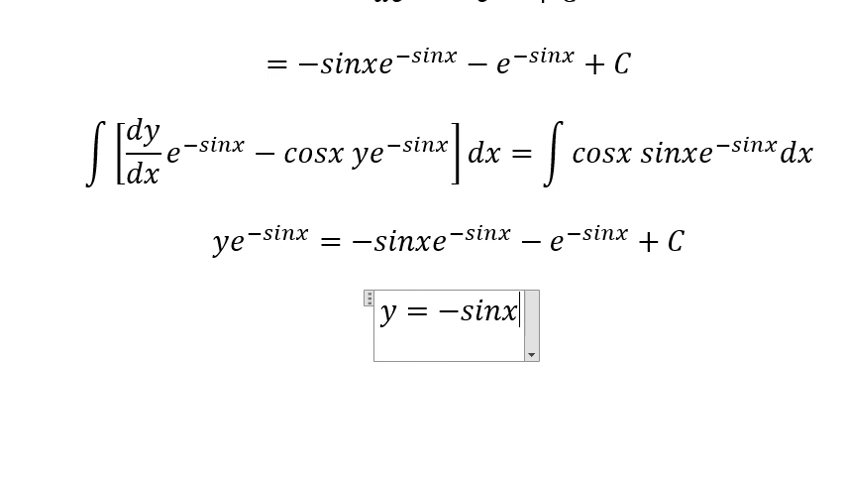 = −sinxe^{−sinx} − e^{−sinx} + C
∫ [dy/dx e^{−sinx} − cosx ye^{−sinx}] dx = ∫ cosx sinxe^{−sinx} dx
ye^{−sinx} = −sinxe^{−sinx} − e^{−sinx} + C
y = −sinx